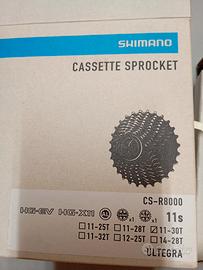 SHIMANO
CASSETTE SPROCKET
CS-R8000
HG-EV HG-X11 11s
11-25T 11-28T 11-30T
11-32T 12-25T 14-28T
ULTEGRA